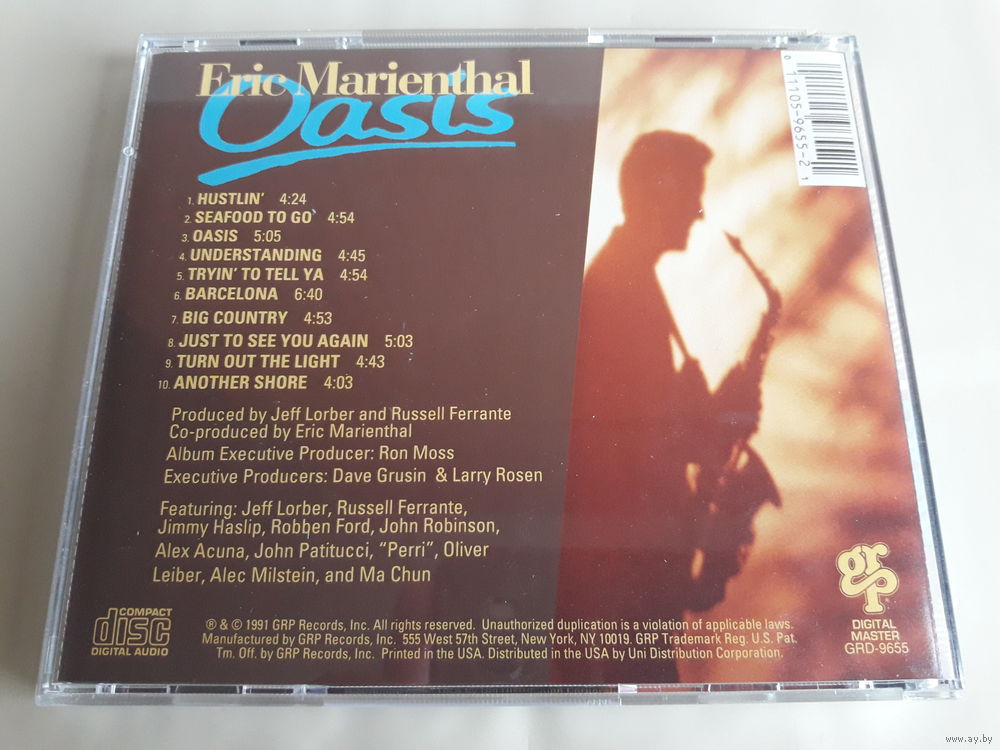 Eric Marienthal
Oasis
0 11105-9655-2 1
1. HUSTLIN' 4:24
2. SEAFOOD TO GO 4:54
3. OASIS 5:05
4. UNDERSTANDING 4:45
5. TRYIN' TO TELL YA 4:54
6. BARCELONA 6:40
7. BIG COUNTRY 4:53
8. JUST TO SEE YOU AGAIN 5:03
9. TURN OUT THE LIGHT 4:43
10. ANOTHER SHORE 4:03
Produced by Jeff Lorber and Russell Ferrante
Co-produced by Eric Marienthal
Album Executive Producer: Ron Moss
Executive Producers: Dave Grusin & Larry Rosen
Featuring: Jeff Lorber, Russell Ferrante,
Jimmy Haslip, Robben Ford, John Robinson,
Alex Acuna, John Patitucci, "Perri", Oliver
Leiber, Alec Milstein, and Ma Chun
COMPACT
disc
DIGITAL AUDIO
℗ & © 1991 GRP Records, Inc. All rights reserved. Unauthorized duplication is a violation of applicable laws.
Manufactured by GRP Records, Inc. 555 West 57th Street, New York, NY 10019. GRP Trademark Reg. U.S. Pat.
Tm. Off. by GRP Records, Inc. Printed in the USA. Distributed in the USA by Uni Distribution Corporation.
grp
DIGITAL
MASTER
GRD-9655
www.ay.by